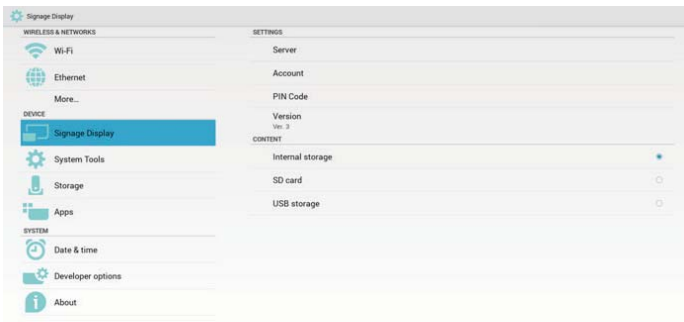 Signage Display
WIRELESS & NETWORKS
Wi-Fi
Ethernet
More...
DEVICE
Signage Display
System Tools
Storage
Apps
SYSTEM
Date & time
Developer options
About
SETTINGS
Server
Account
PIN Code
Version
Ver. 3
CONTENT
Internal storage
SD card
USB storage